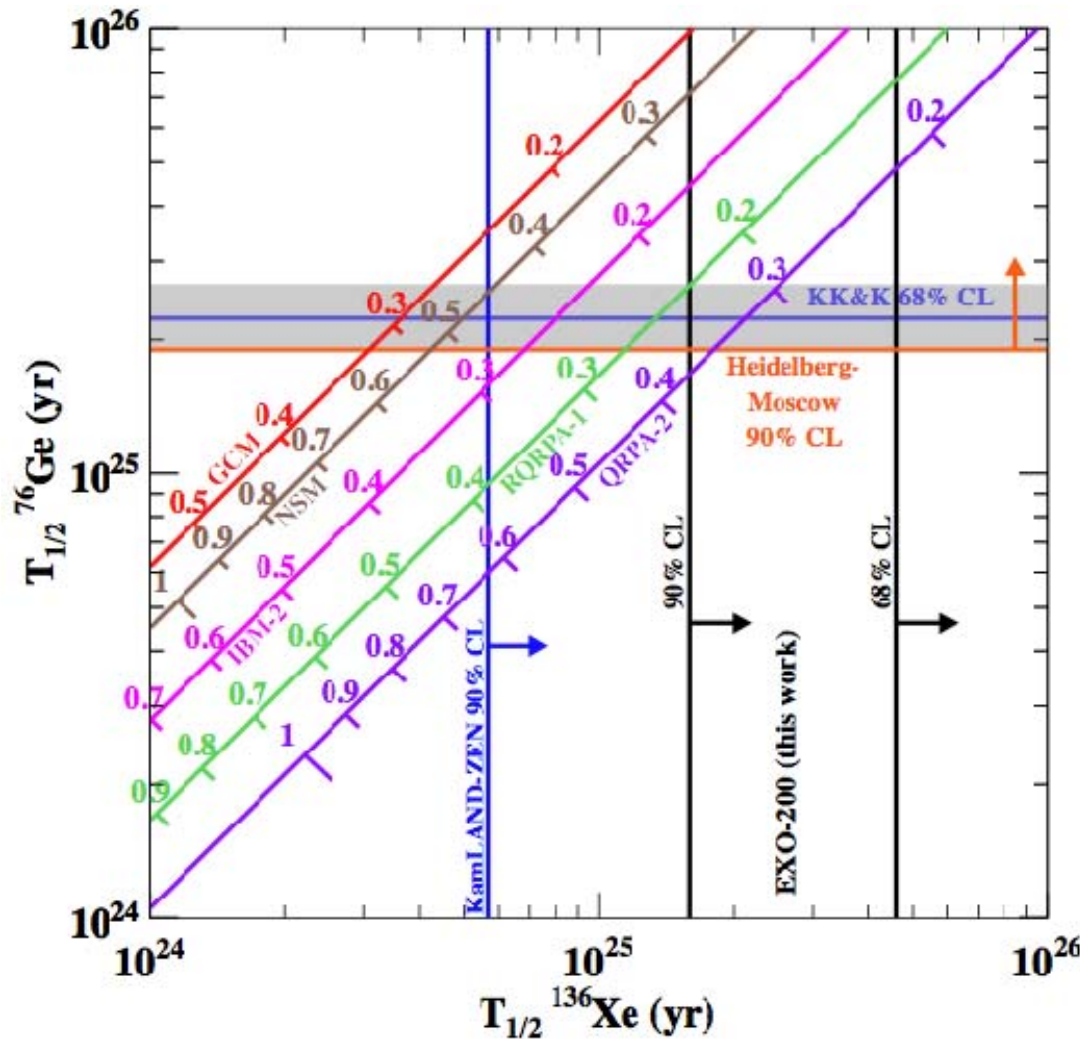 10^26
10^25
10^24
T_1/2 ^76Ge (yr)
10^24
10^25
10^26
T_1/2 ^136Xe (yr)
0.2
0.3
0.4
0.5
GCM
0.3
0.4
0.5
0.6
0.7
0.8
0.9
1
NSM
0.2
0.3
0.4
0.5
0.6
0.7
IBM-2
0.2
0.3
0.4
0.5
0.6
0.7
0.8
0.9
RQRPA-1
0.2
0.3
0.4
0.5
0.6
0.7
0.8
0.9
1
QRPA-2
KK&K 68% CL
Heidelberg-
Moscow
90% CL
KamLAND-ZEN 90% CL
90% CL
EXO-200 (this work)
68% CL